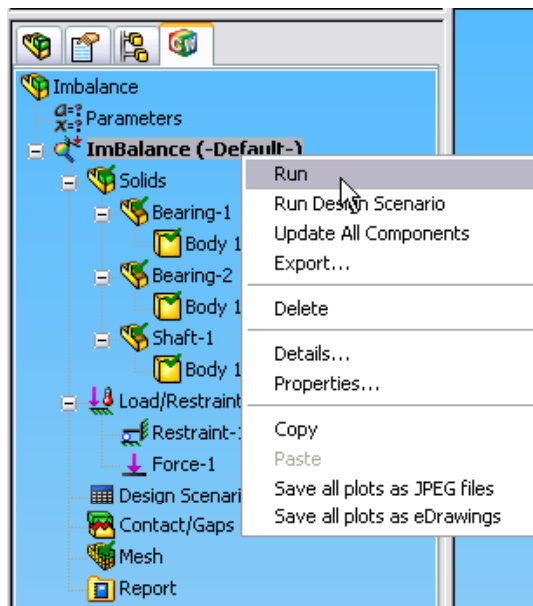 Imbalance
a=?
x=? Parameters
ImBalance (-Default-)
Solids
Bearing-1
Body 1
Bearing-2
Body 1
Shaft-1
Body 1
Load/Restraint
Restraint-1
Force-1
Design Scenari
Contact/Gaps
Mesh
Report
Run
Run Design Scenario
Update All Components
Export...
Delete
Details...
Properties...
Copy
Paste
Save all plots as JPEG files
Save all plots as eDrawings